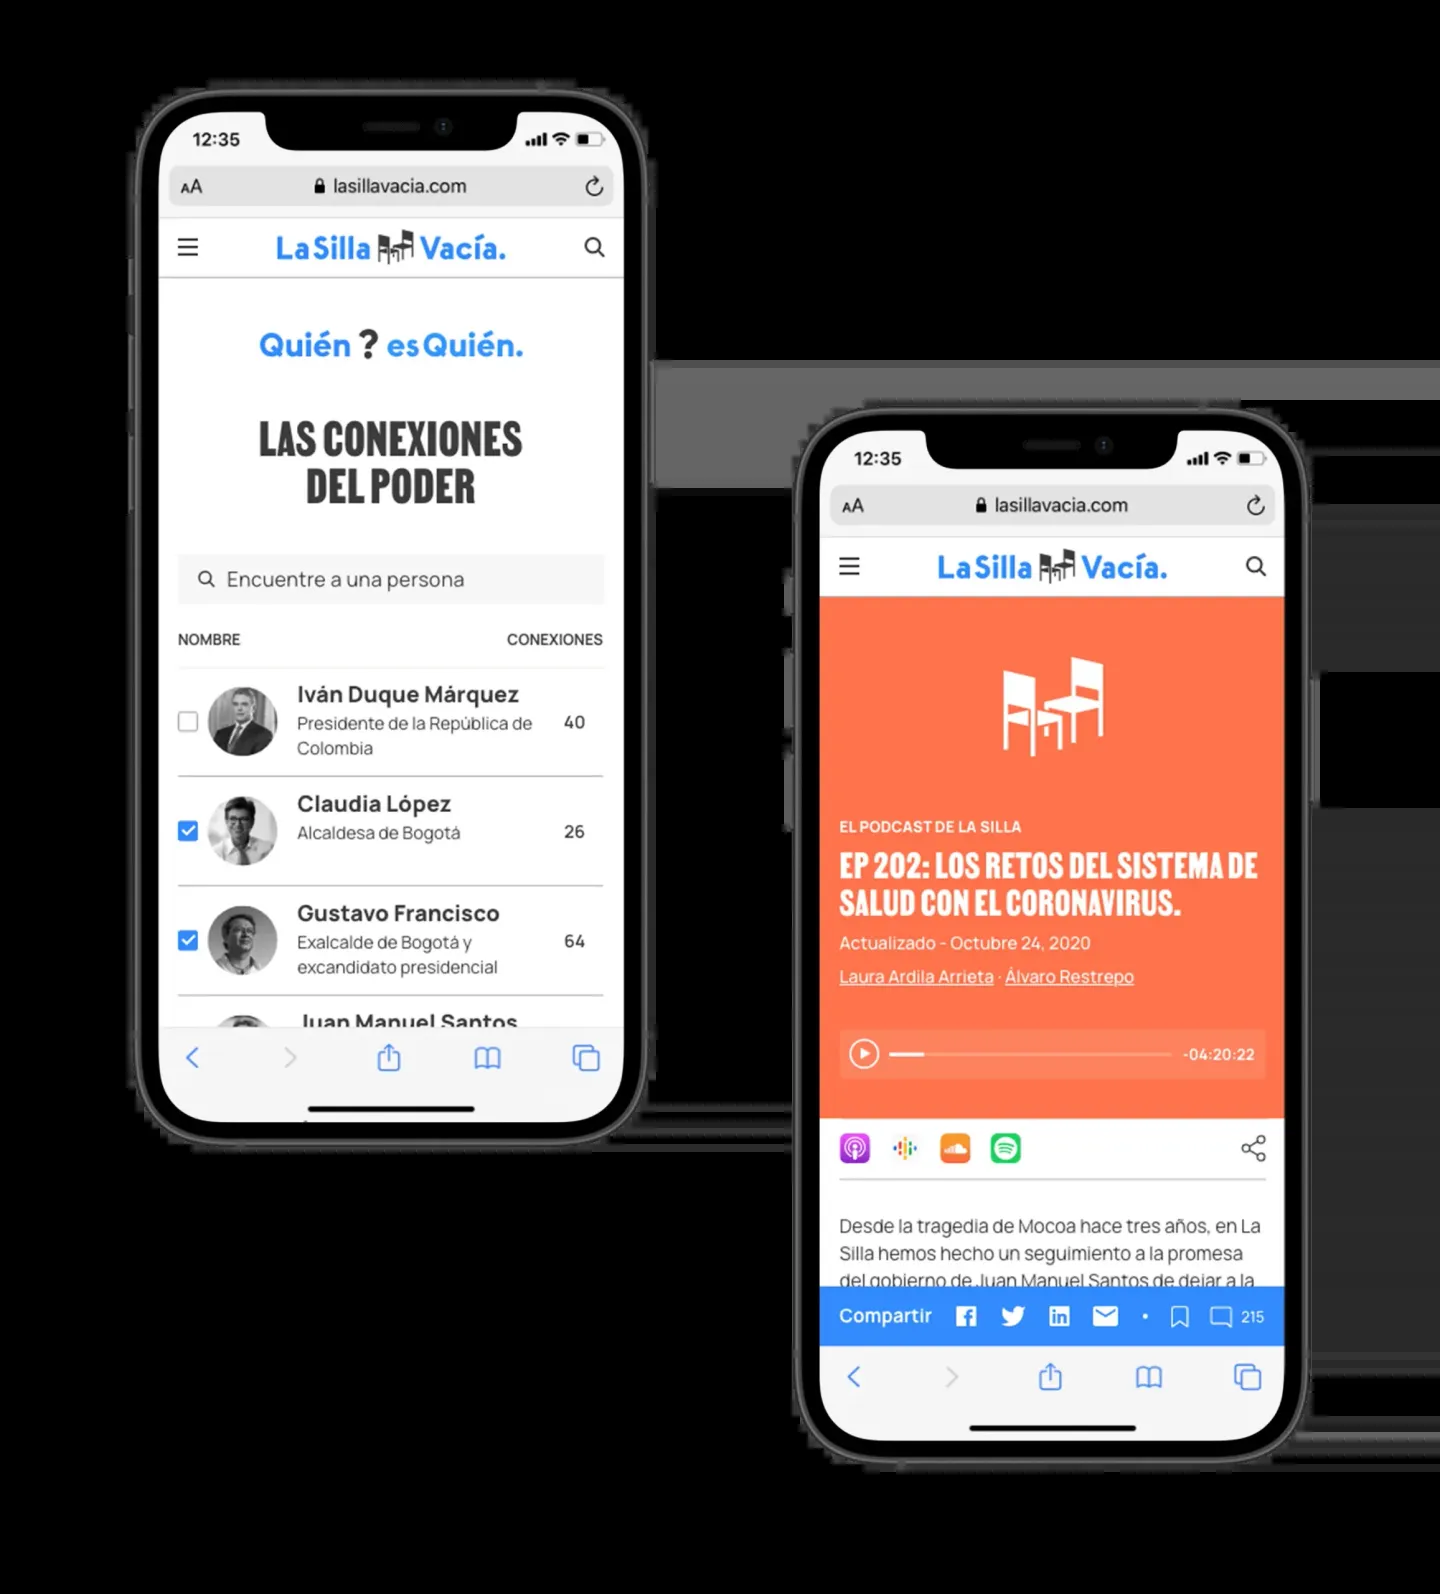 12:35
AA lasillavacia.com
La Silla Vacía.
Quién ? es Quién.
LAS CONEXIONES
DEL PODER
Encuentre a una persona
NOMBRE CONEXIONES
Iván Duque Márquez
Presidente de la República de
Colombia
40
Claudia López
Alcaldesa de Bogotá
26
Gustavo Francisco
Exalcalde de Bogotá y
excandidato presidencial
64
Juan Manuel Santos
12:35
AA lasillavacia.com
La Silla Vacía.
EL PODCAST DE LA SILLA
EP 202: LOS RETOS DEL SISTEMA DE
SALUD CON EL CORONAVIRUS.
Actualizado - Octubre 24, 2020
Laura Ardila Arrieta · Álvaro Restrepo
-04:20:22
Desde la tragedia de Mocoa hace tres años, en La
Silla hemos hecho un seguimiento a la promesa
del gobierno de Juan Manuel Santos de dejar a la
Compartir
215